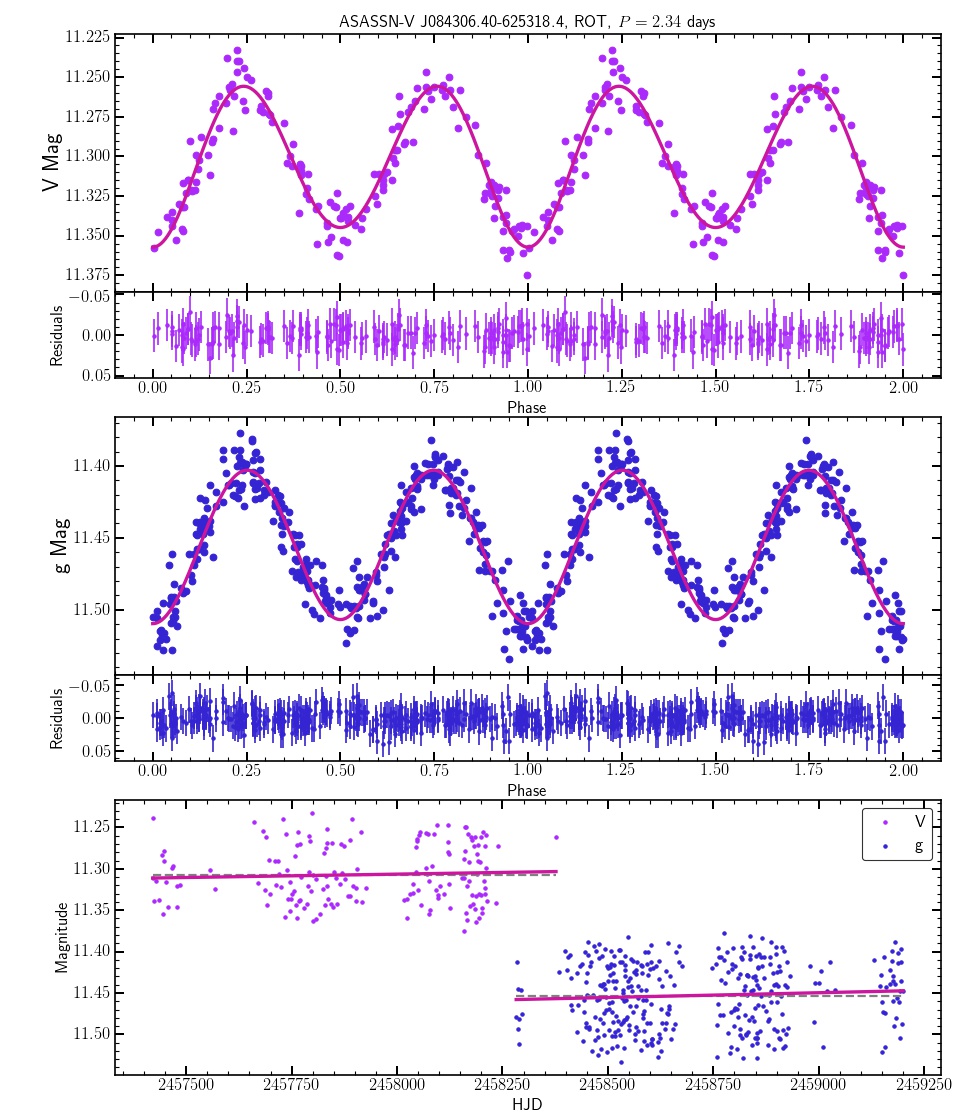 ASASSN-V J084306.40-625318.4, ROT, P = 2.34 days
11.225
11.250
11.275
11.300
11.325
11.350
11.375
V Mag
−0.05
0.00
0.05
Residuals
0.00 0.25 0.50 0.75 1.00 1.25 1.50 1.75 2.00
Phase
11.40
11.45
11.50
g Mag
−0.05
0.00
0.05
Residuals
0.00 0.25 0.50 0.75 1.00 1.25 1.50 1.75 2.00
Phase
V
g
11.25
11.30
11.35
11.40
11.45
11.50
Magnitude
2457500 2457750 2458000 2458250 2458500 2458750 2459000 2459250
HJD